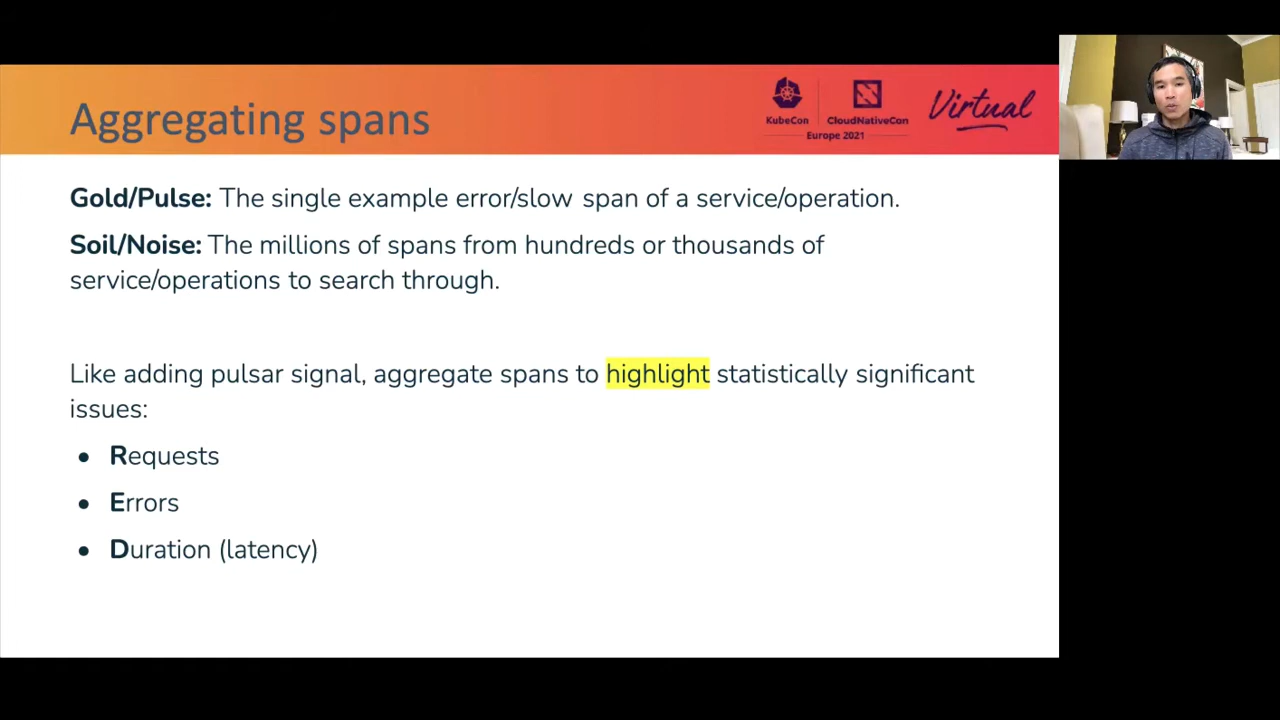 Aggregating spans
KubeCon
CloudNativeCon
Europe 2021
Virtual
Gold/Pulse: The single example error/slow span of a service/operation.
Soil/Noise: The millions of spans from hundreds or thousands of
service/operations to search through.
Like adding pulsar signal, aggregate spans to highlight statistically significant
issues:
● Requests
● Errors
● Duration (latency)